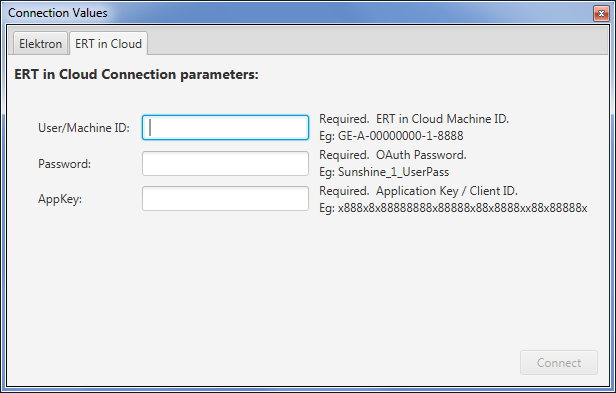 Connection Values
Elektron
ERT in Cloud
ERT in Cloud Connection parameters:
User/Machine ID:
Required. ERT in Cloud Machine ID.
Eg: GE-A-00000000-1-8888
Password:
Required. OAuth Password.
Eg: Sunshine_1_UserPass
AppKey:
Required. Application Key / Client ID.
Eg: x888x8x88888888x88888x88x8888xx88x88888x
Connect